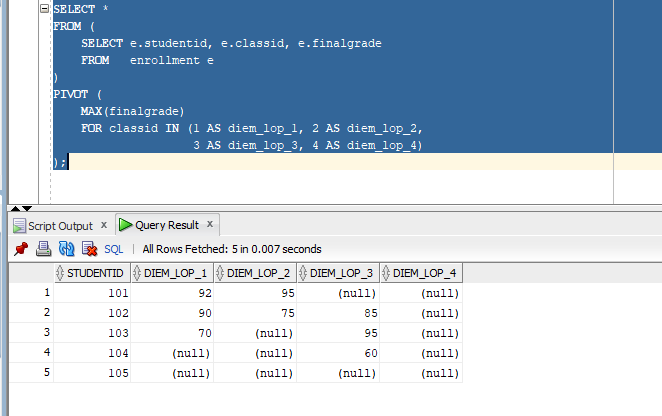 SELECT *
FROM (
SELECT e.studentid, e.classid, e.finalgrade
FROM enrollment e
)
PIVOT (
MAX(finalgrade)
FOR classid IN (1 AS diem_lop_1, 2 AS diem_lop_2,
3 AS diem_lop_3, 4 AS diem_lop_4)
);
Script Output x Query Result x
SQL | All Rows Fetched: 5 in 0.007 seconds
STUDENTID DIEM_LOP_1 DIEM_LOP_2 DIEM_LOP_3 DIEM_LOP_4
1 101 92 95 (null) (null)
2 102 90 75 85 (null)
3 103 70 (null) 95 (null)
4 104 (null) (null) 60 (null)
5 105 (null) (null) (null) (null)